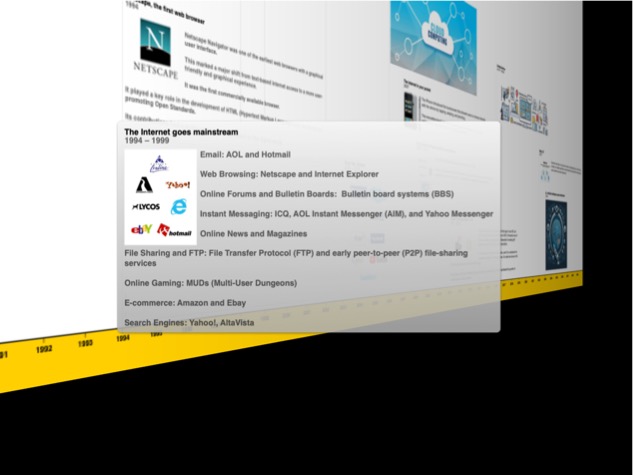 ape, the first web browser
1994
Netscape Navigator was one of the earliest web browsers with a graphical
user interface.
This marked a major shift from text-based internet access to a more user-
friendly and graphical experience.
It was the first commercially available browser.
N
NETSCAPE
It played a key role in the development of HTML (Hypertext Markup L
promoting Open Standards.
Its contribu
CLOUD
COMPUTING
The Internet goes mainstream
1994 – 1999
Email: AOL and Hotmail
Web Browsing: Netscape and Internet Explorer
Yahoo!
Online Forums and Bulletin Boards: Bulletin board systems (BBS)
LYCOS
Instant Messaging: ICQ, AOL Instant Messenger (AIM), and Yahoo Messenger
ebY
hotmail
Online News and Magazines
File Sharing and FTP: File Transfer Protocol (FTP) and early peer-to-peer (P2P) file-sharing
services
Online Gaming: MUDs (Multi-User Dungeons)
E-commerce: Amazon and Ebay
Search Engines: Yahoo!, AltaVista
91 1992 1993 1994 1995